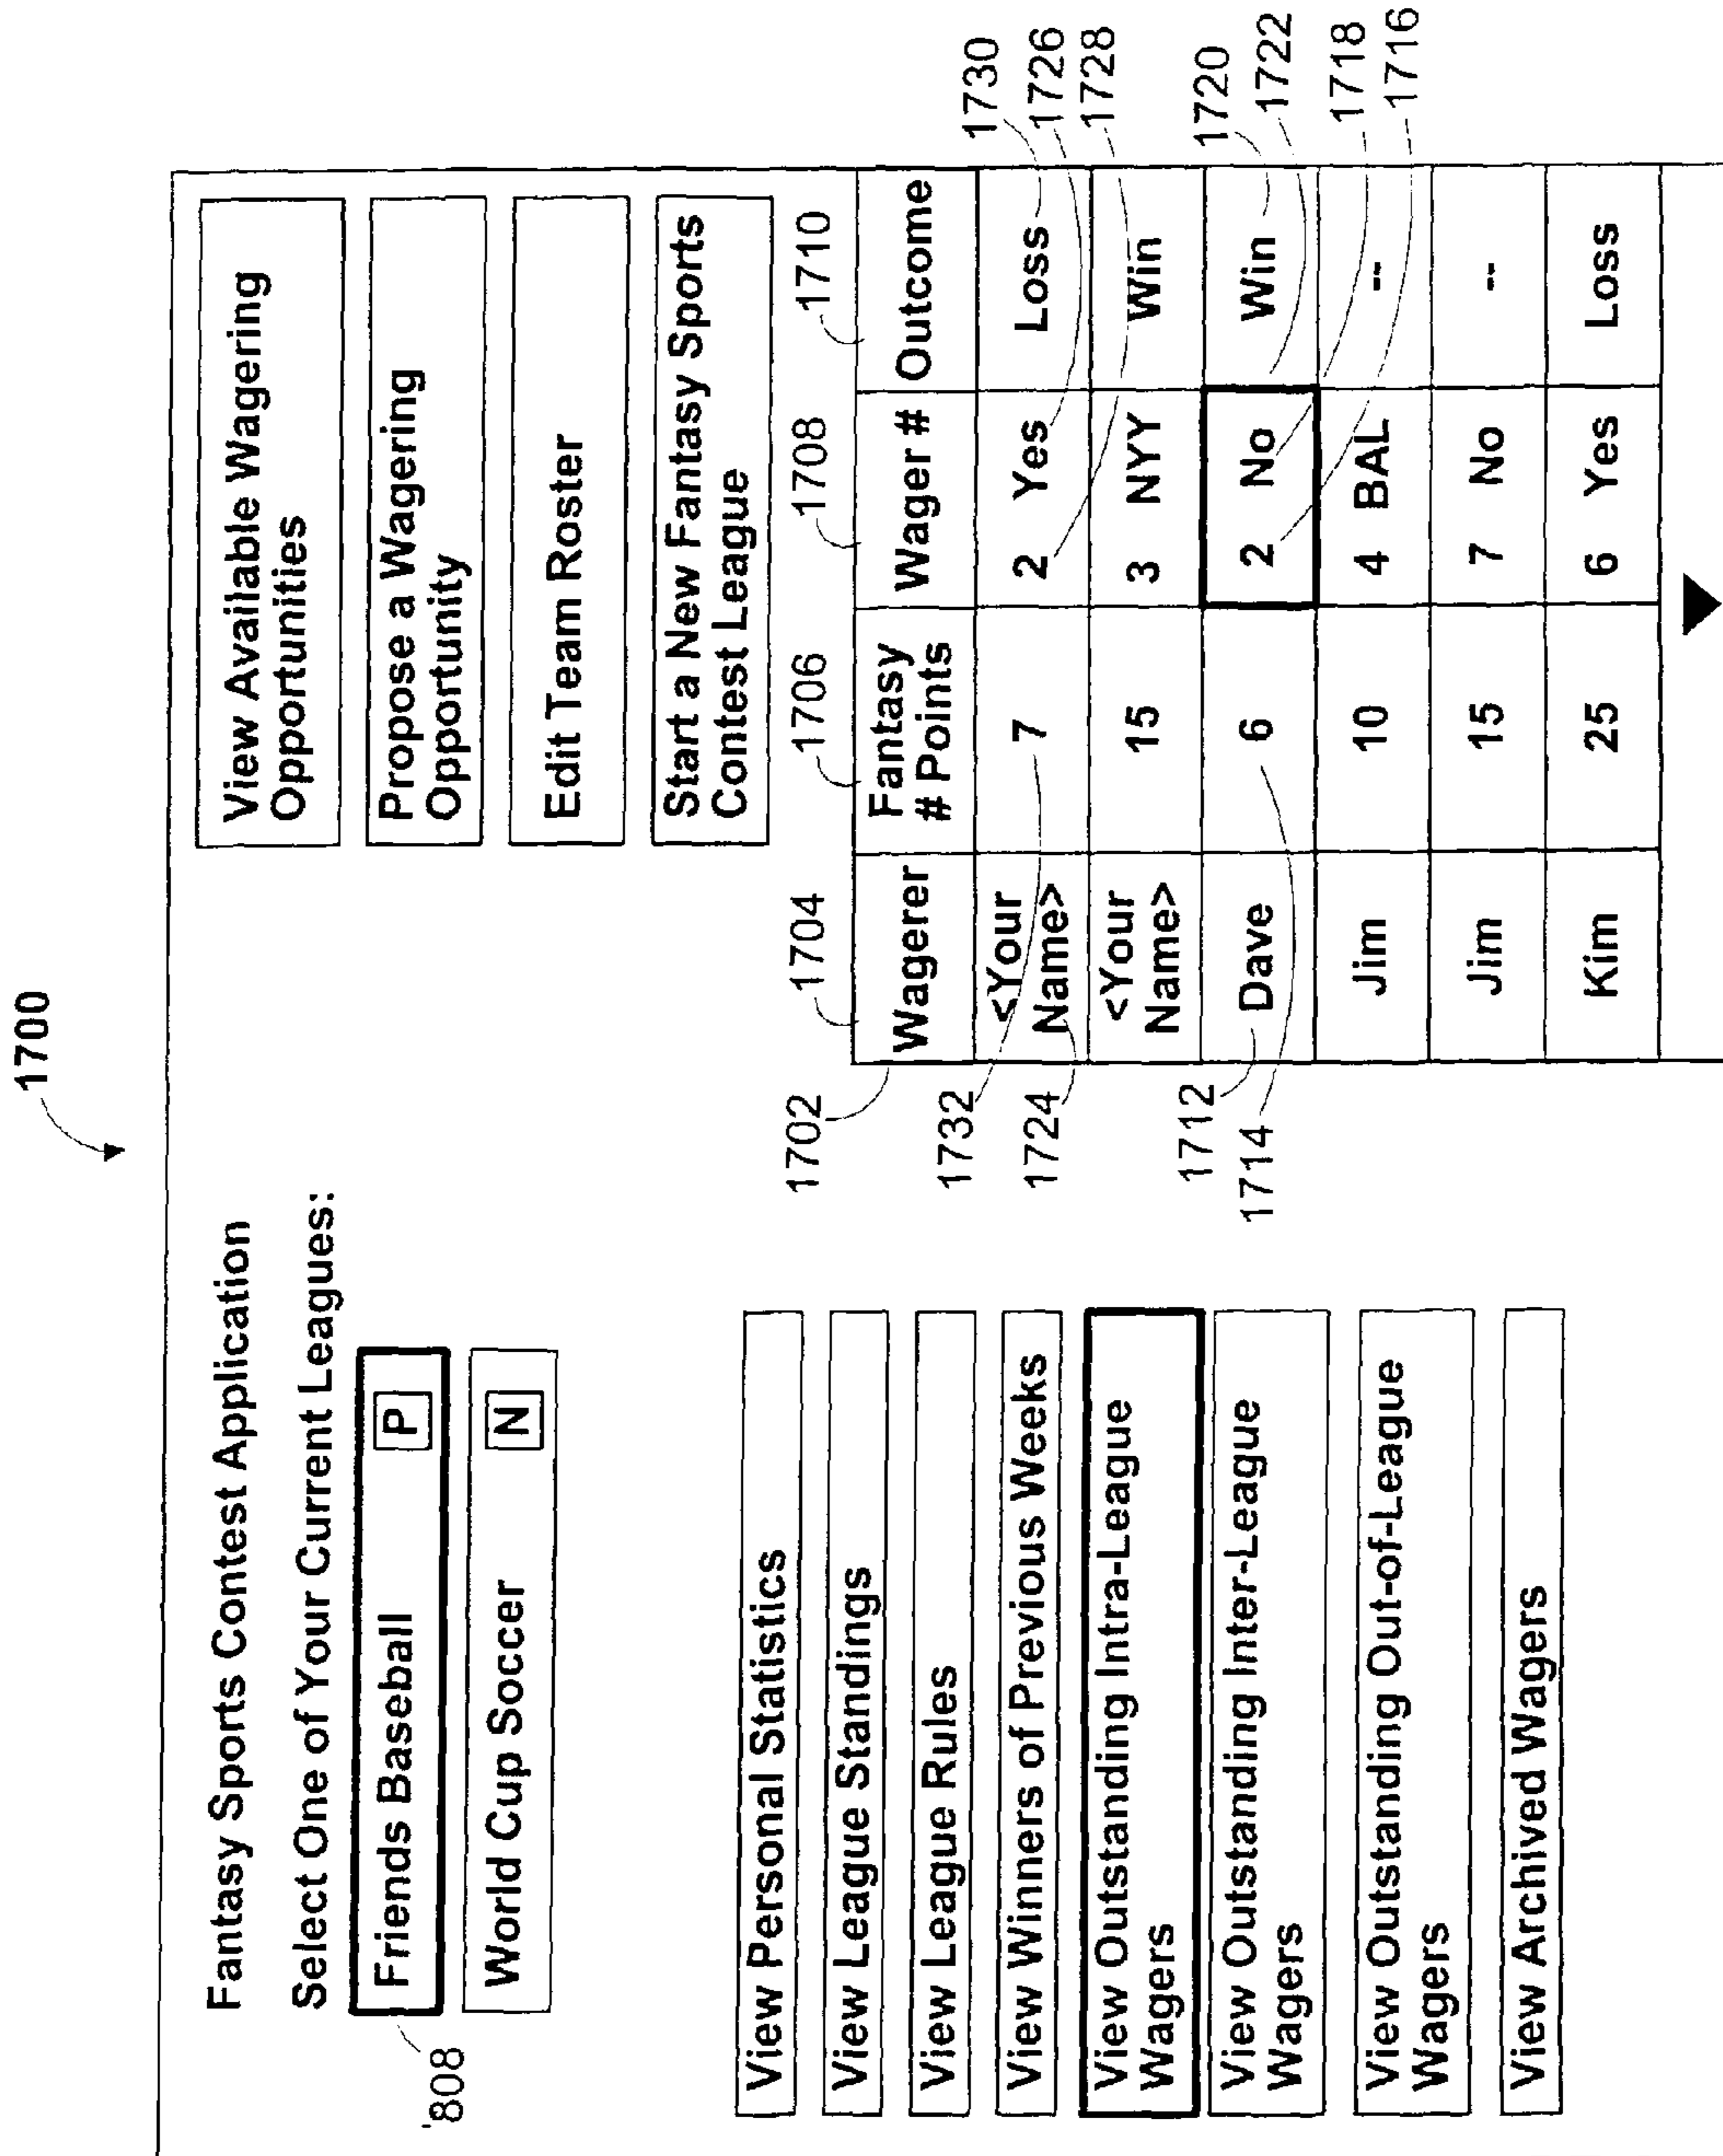 1700
Fantasy Sports Contest Application
Select One of Your Current Leagues:
808
Friends Baseball P
World Cup Soccer N
View Personal Statistics
View League Standings
View League Rules
View Winners of Previous Weeks
View Outstanding Intra-League
Wagers
View Outstanding Inter-League
Wagers
View Outstanding Out-of-League
Wagers
View Archived Wagers
View Available Wagering
Opportunities
Propose a Wagering
Opportunity
Edit Team Roster
Start a New Fantasy Sports
Contest League
1702
1704
1706
1708
1710
Wagerer
Fantasy
# Points
Wager #
Outcome
<Your
Name>
7
2 Yes
Loss
<Your
Name>
15
3 NYY
Win
Dave
6
2 No
Win
Jim
10
4 BAL
--
Jim
15
7 No
--
Kim
25
6 Yes
Loss
1732
1724
1712
1714
1730
1726
1728
1720
1722
1718
1716